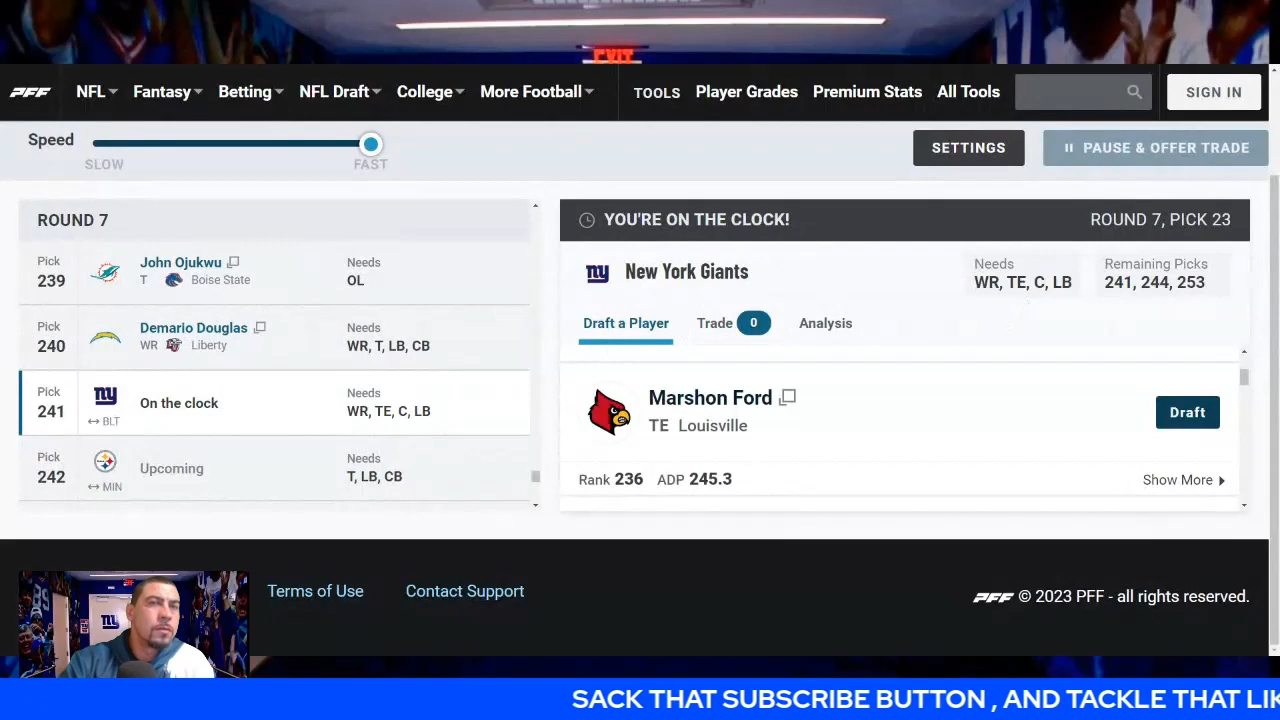 EXIT
PFF NFL Fantasy Betting NFL Draft College More Football TOOLS Player Grades Premium Stats All Tools SIGN IN
Speed
SLOW FAST
SETTINGS PAUSE & OFFER TRADE
ROUND 7
Pick 239
John Ojukwu
T Boise State
Needs
OL
Pick 240
Demario Douglas
WR Liberty
Needs
WR, T, LB, CB
Pick 241
ny
↔ BLT
On the clock
Needs
WR, TE, C, LB
Pick 242
↔ MIN
Upcoming
Needs
T, LB, CB
YOU'RE ON THE CLOCK! ROUND 7, PICK 23
ny New York Giants
Needs
WR, TE, C, LB
Remaining Picks
241, 244, 253
Draft a Player Trade 0 Analysis
Marshon Ford
TE Louisville
Draft
Rank 236 ADP 245.3 Show More
Terms of Use Contact Support
PFF © 2023 PFF - all rights reserved.
ny
SACK THAT SUBSCRIBE BUTTON , AND TACKLE THAT LIK